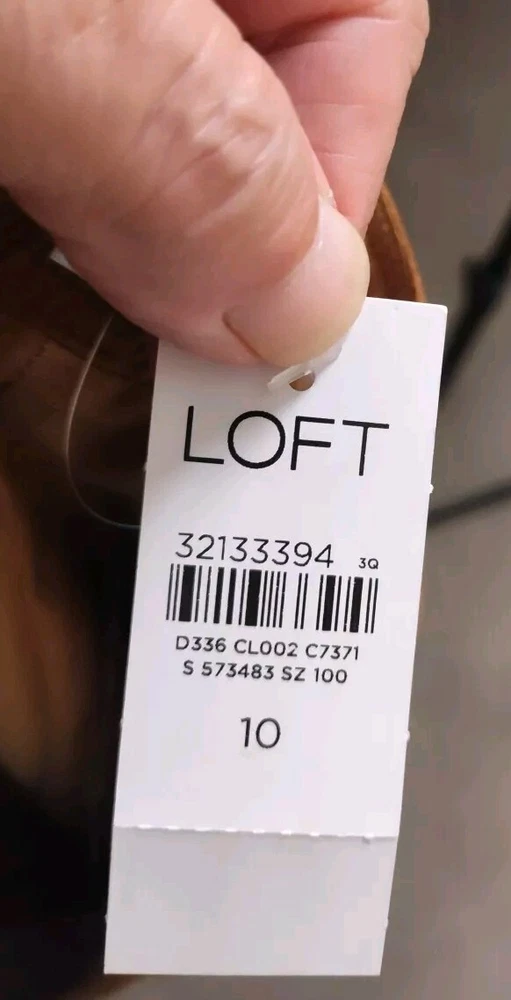 LOFT
32133394 3Q
D336 CL002 C7371
S 573483 SZ 100
10